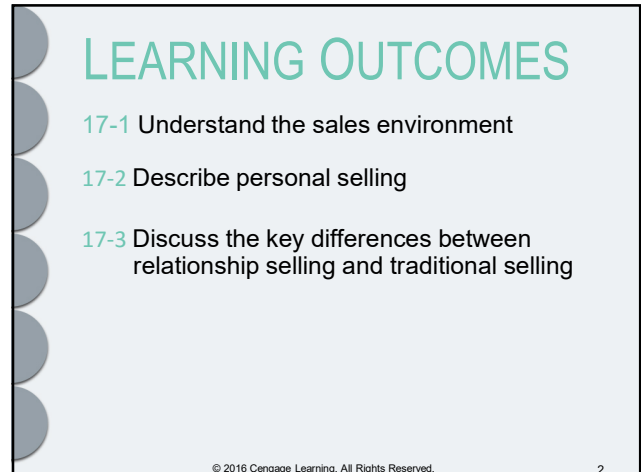 LEARNING OUTCOMES
17-1 Understand the sales environment
17-2 Describe personal selling
17-3 Discuss the key differences between
relationship selling and traditional selling
© 2016 Cengage Learning. All Rights Reserved.
2